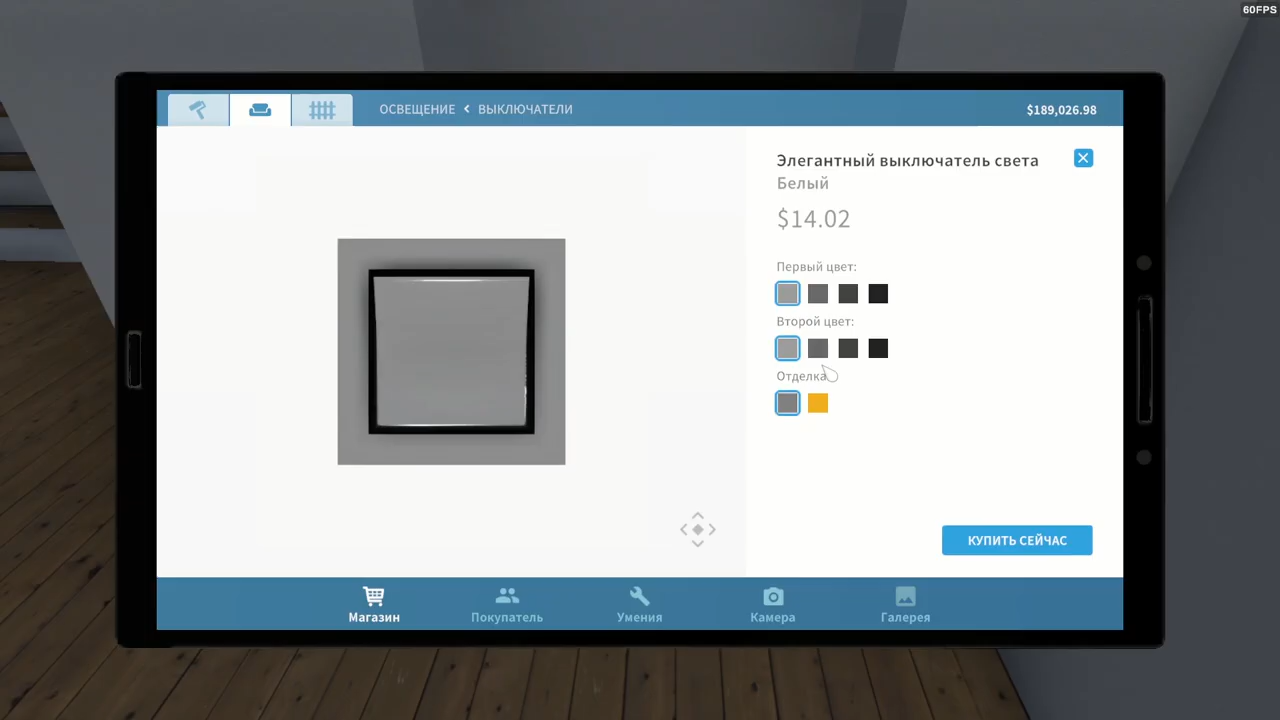 60FPS
ОСВЕЩЕНИЕ < ВЫКЛЮЧАТЕЛИ
$189,026.98
Элегантный выключатель света
Белый
$14.02
Первый цвет:
Второй цвет:
Отделка
КУПИТЬ СЕЙЧАС
Магазин
Покупатель
Умения
Камера
Галерея